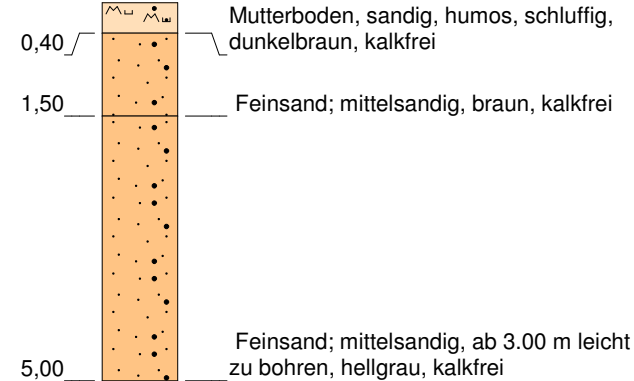 Mutterboden, sandig, humos, schluffig,
0,40 dunkelbraun, kalkfrei
1,50 Feinsand; mittelsandig, braun, kalkfrei
Feinsand; mittelsandig, ab 3.00 m leicht
5,00 zu bohren, hellgrau, kalkfrei